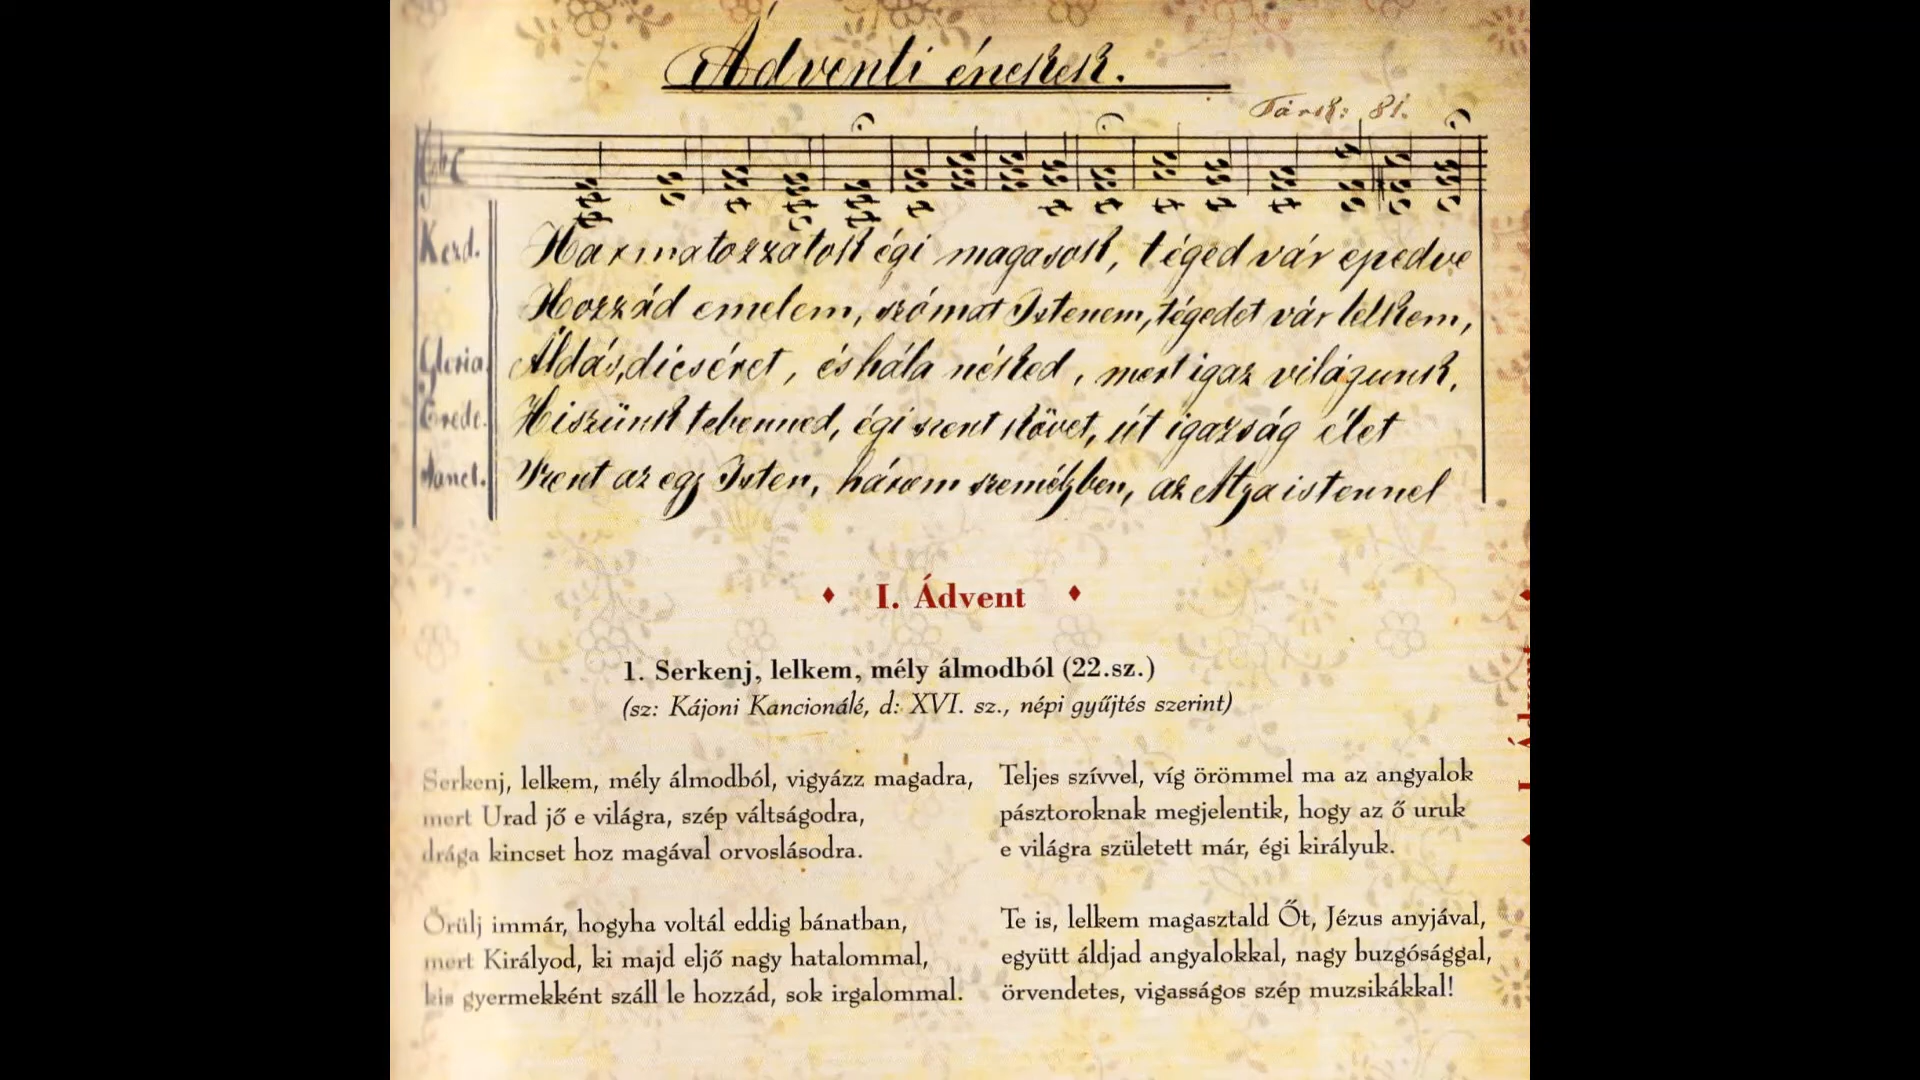 Ádventi énekek.
Társk: 81.
Kezd. Harmatozzatok égi magasok, téged vár epedve
Hozzád emelem, szómat Istenem, tégedet vár lelkem,
Gloria. Áldás, dicséret, és hála néked, mert igaz világunk,
Crede. Hiszünk tebenned, égi szent követ, út igazság élet
Sanct. Szent az egy Isten, három személyben, az Atya istennel
I. Ádvent
1. Serkenj, lelkem, mély álmodból (22.sz.)
(sz: Kájoni Kancionálé, d: XVI. sz., népi gyűjtés szerint)
Serkenj, lelkem, mély álmodból, vigyázz magadra,
mert Urad jő e világra, szép váltságodra,
drága kincset hoz magával orvoslásodra.
Örülj immár, hogyha voltál eddig bánatban,
mert Királyod, ki majd eljő nagy hatalommal,
kis gyermekként száll le hozzád, sok irgalommal.
Teljes szívvel, víg örömmel ma az angyalok
pásztoroknak megjelentik, hogy az ő uruk
e világra született már, égi királyuk.
Te is, lelkem magasztald Őt, Jézus anyjával,
együtt áldjad angyalokkal, nagy buzgósággal,
örvendetes, vigasságos szép muzsikákkal!